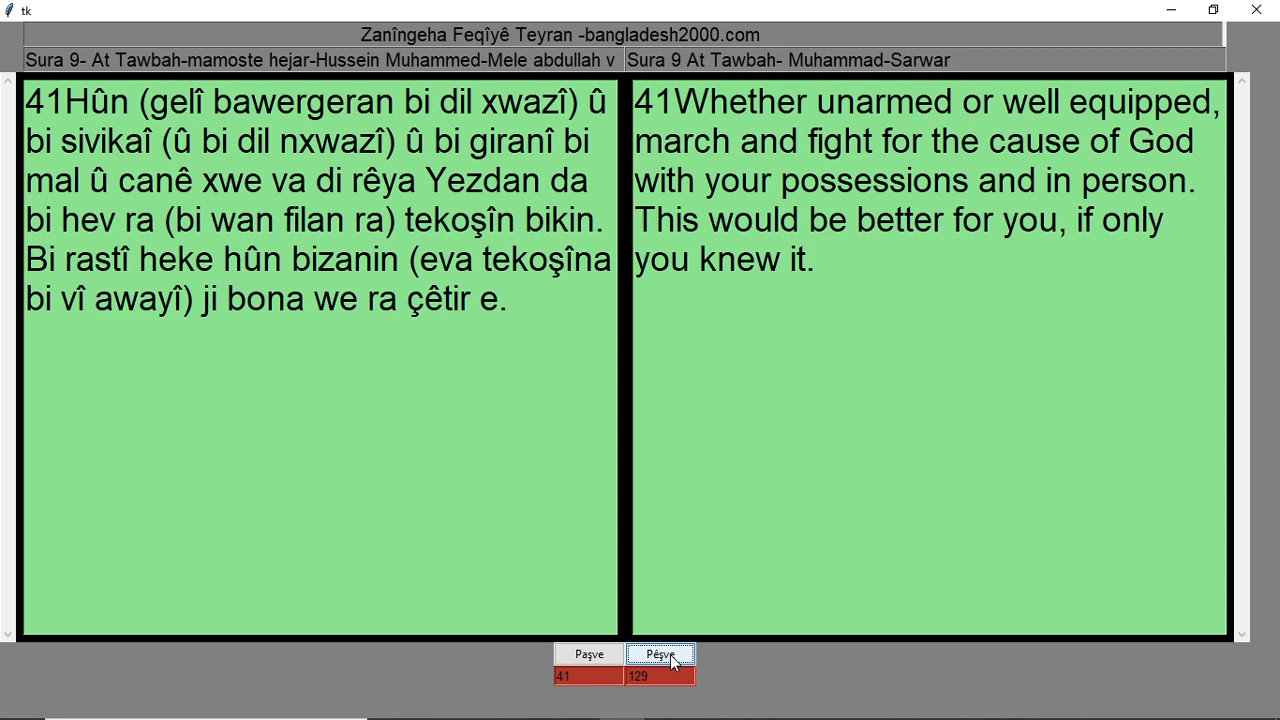 tk
Zanîngeha Feqîyê Teyran -bangladesh2000.com
Sura 9- At Tawbah-mamoste hejar-Hussein Muhammed-Mele abdullah v
Sura 9 At Tawbah- Muhammad-Sarwar
41Hûn (gelî bawergeran bi dil xwazî) û
bi sivikaî (û bi dil nxwazî) û bi giranî bi
mal û canê xwe va di rêya Yezdan da
bi hev ra (bi wan filan ra) tekoşîn bikin.
Bi rastî heke hûn bizanin (eva tekoşîna
bi vî awayî) ji bona we ra çêtir e.
41Whether unarmed or well equipped,
march and fight for the cause of God
with your possessions and in person.
This would be better for you, if only
you knew it.
Paşve
Pêşve
41
129